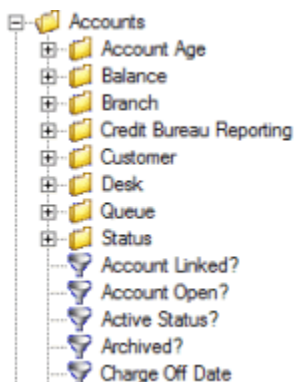 Accounts
Account Age
Balance
Branch
Credit Bureau Reporting
Customer
Desk
Queue
Status
Account Linked?
Account Open?
Active Status?
Archived?
Charge Off Date